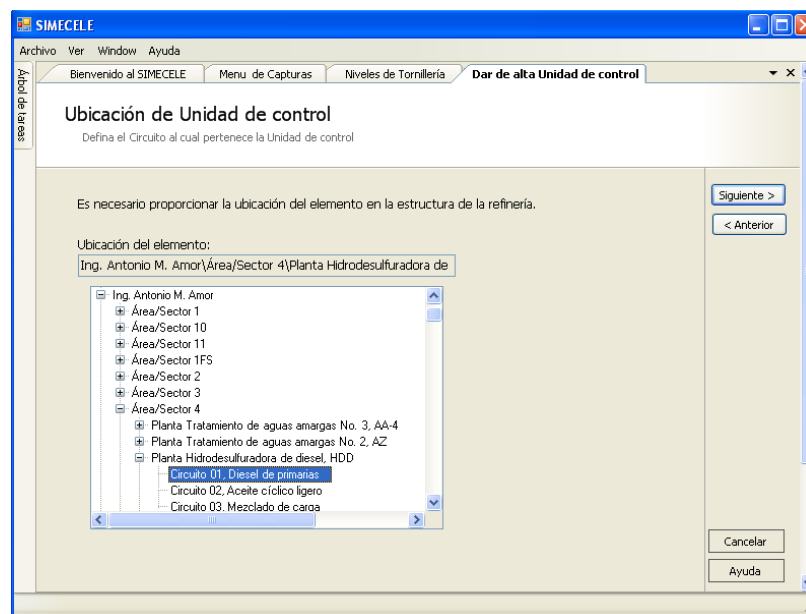 SIMECELE
Archivo Ver Window Ayuda
Árbol de tareas
Bienvenido al SIMECELE Menu de Capturas Niveles de Tornillería Dar de alta Unidad de control
Ubicación de Unidad de control
Defina el Circuito al cual pertenece la Unidad de control
Siguiente >
< Anterior
Es necesario proporcionar la ubicación del elemento en la estructura de la refinería.
Ubicación del elemento:
Ing. Antonio M. Amor\Área/Sector 4\Planta Hidrodesulfuradora de
Ing. Antonio M. Amor
Área/Sector 1
Área/Sector 10
Área/Sector 11
Área/Sector 1FS
Área/Sector 2
Área/Sector 3
Área/Sector 4
Planta Tratamiento de aguas amargas No. 3, AA-4
Planta Tratamiento de aguas amargas No. 2, AZ
Planta Hidrodesulfuradora de diesel, HDD
Circuito 01, Diesel de primarias
Circuito 02, Aceite cíclico ligero
Circuito 03, Mezclado de carga
Cancelar
Ayuda